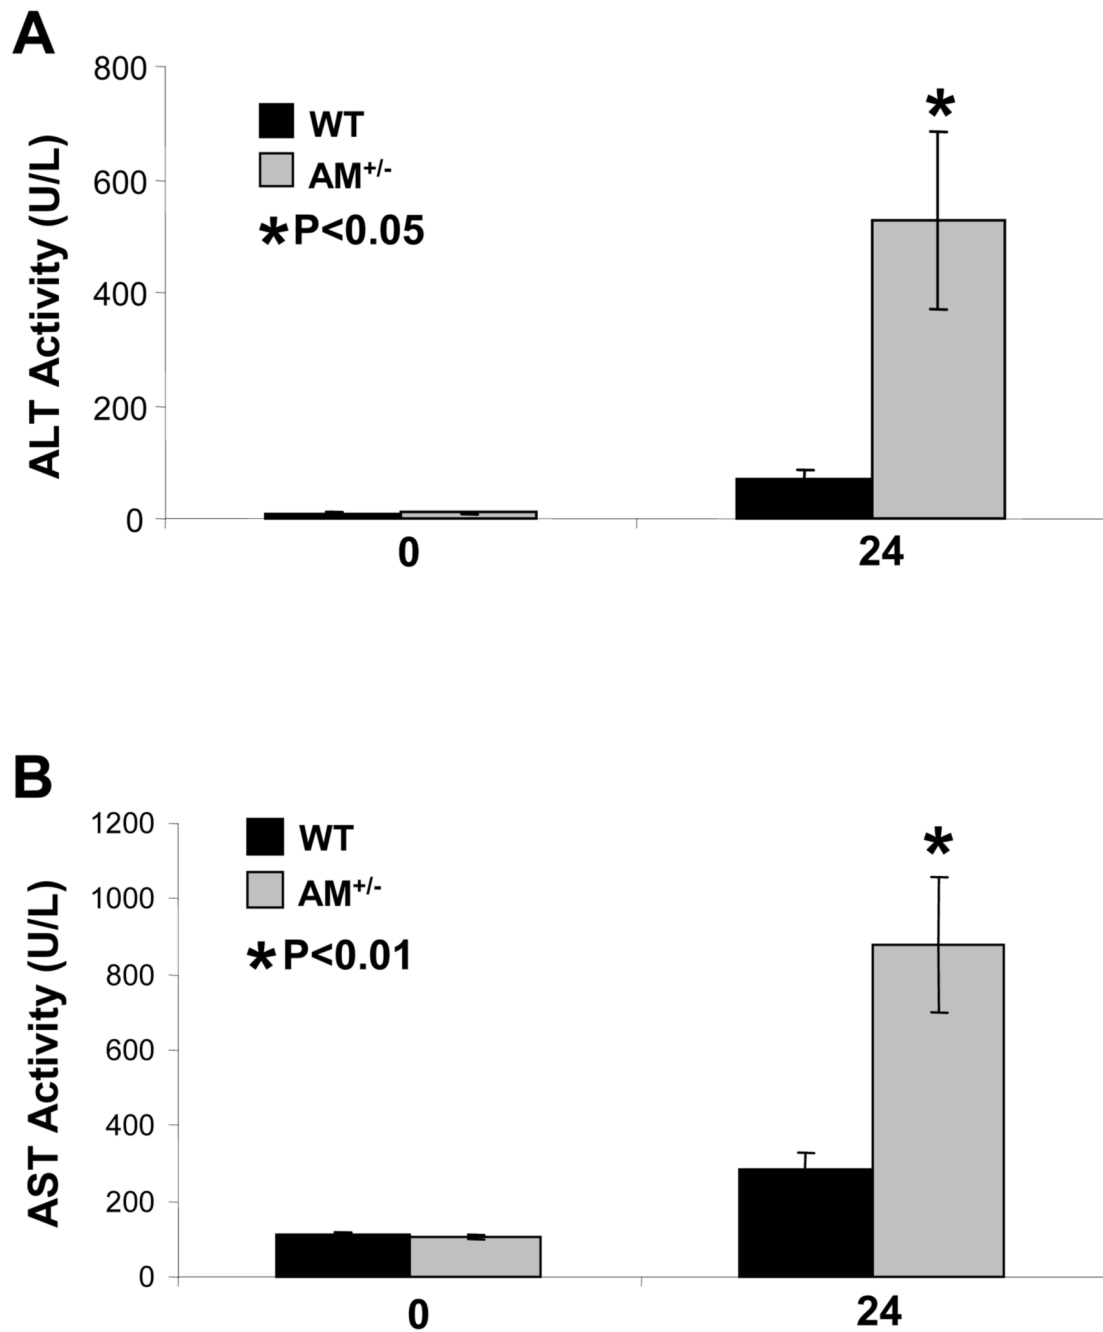 A
ALT Activity (U/L)
800
600
400
200
0
WT
AM+/-
*P<0.05
*
0
24
B
AST Activity (U/L)
1200
1000
800
600
400
200
0
WT
AM+/-
*P<0.01
*
0
24